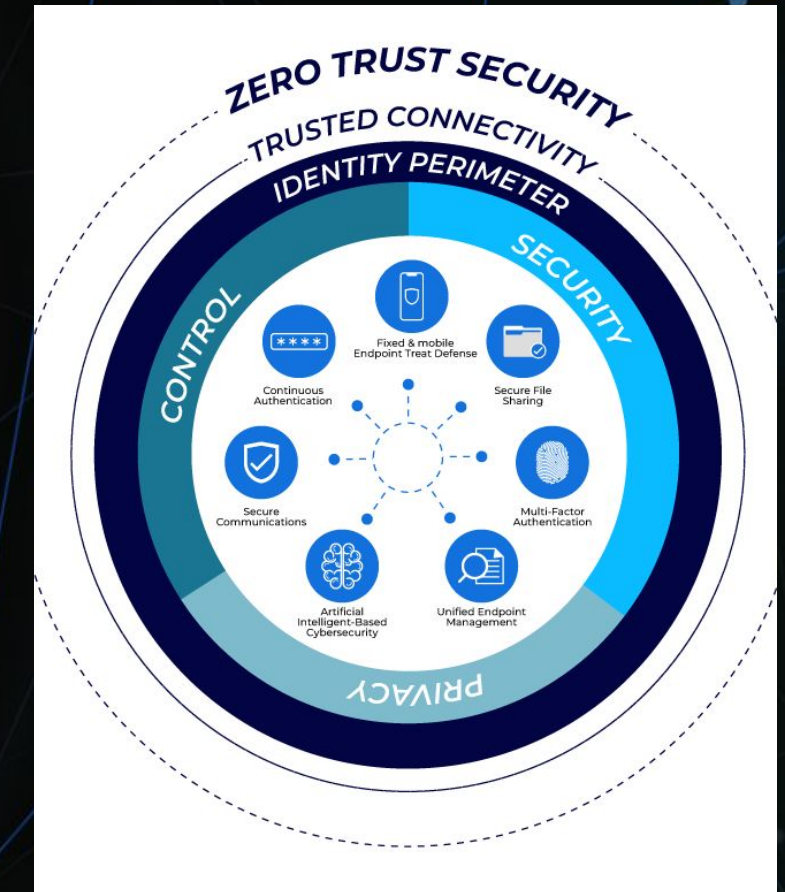 ZERO TRUST SECURITY
TRUSTED CONNECTIVITY
IDENTITY PERIMETER
CONTROL
SECURITY
Fixed & mobile
Endpoint Treat Defense
****
Continuous
Authentication
Secure File
Sharing
Secure
Communications
Multi-Factor
Authentication
Artificial
Intelligent-Based
Cybersecurity
Unified Endpoint
Management
PRIVACY